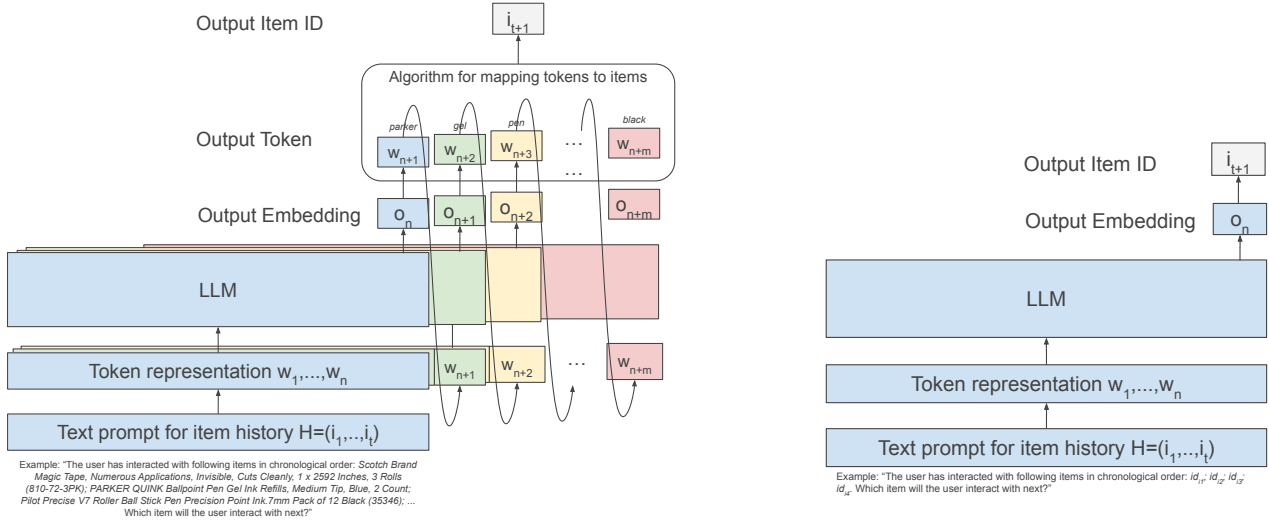 Output Item ID
i_{t+1}
Algorithm for mapping tokens to items
parker gel pen black
Output Token
w_{n+1} w_{n+2} w_{n+3} ... w_{n+m}
...
Output Embedding
o_n o_{n+1} o_{n+2} o_{n+m}
LLM
Token representation w_1,...,w_n
w_{n+1} w_{n+2} ... w_{n+m}
Text prompt for item history H=(i_1,..,i_t)
Example: “The user has interacted with following items in chronological order: Scotch Brand
Magic Tape, Numerous Applications, Invisible, Cuts Cleanly, 1 x 2592 Inches, 3 Rolls
(810-72-3PK); PARKER QUINK Ballpoint Pen Gel Ink Refills, Medium Tip, Blue, 2 Count;
Pilot Precise V7 Roller Ball Stick Pen Precision Point Ink.7mm Pack of 12 Black (35346); ...
Which item will the user interact with next?”
Output Item ID
i_{t+1}
Output Embedding
o_n
LLM
Token representation w_1,...,w_n
Text prompt for item history H=(i_1,..,i_t)
Example: “The user has interacted with following items in chronological order: id_{i1}; id_{i2}; id_{i3};
id_{i4}. Which item will the user interact with next?”